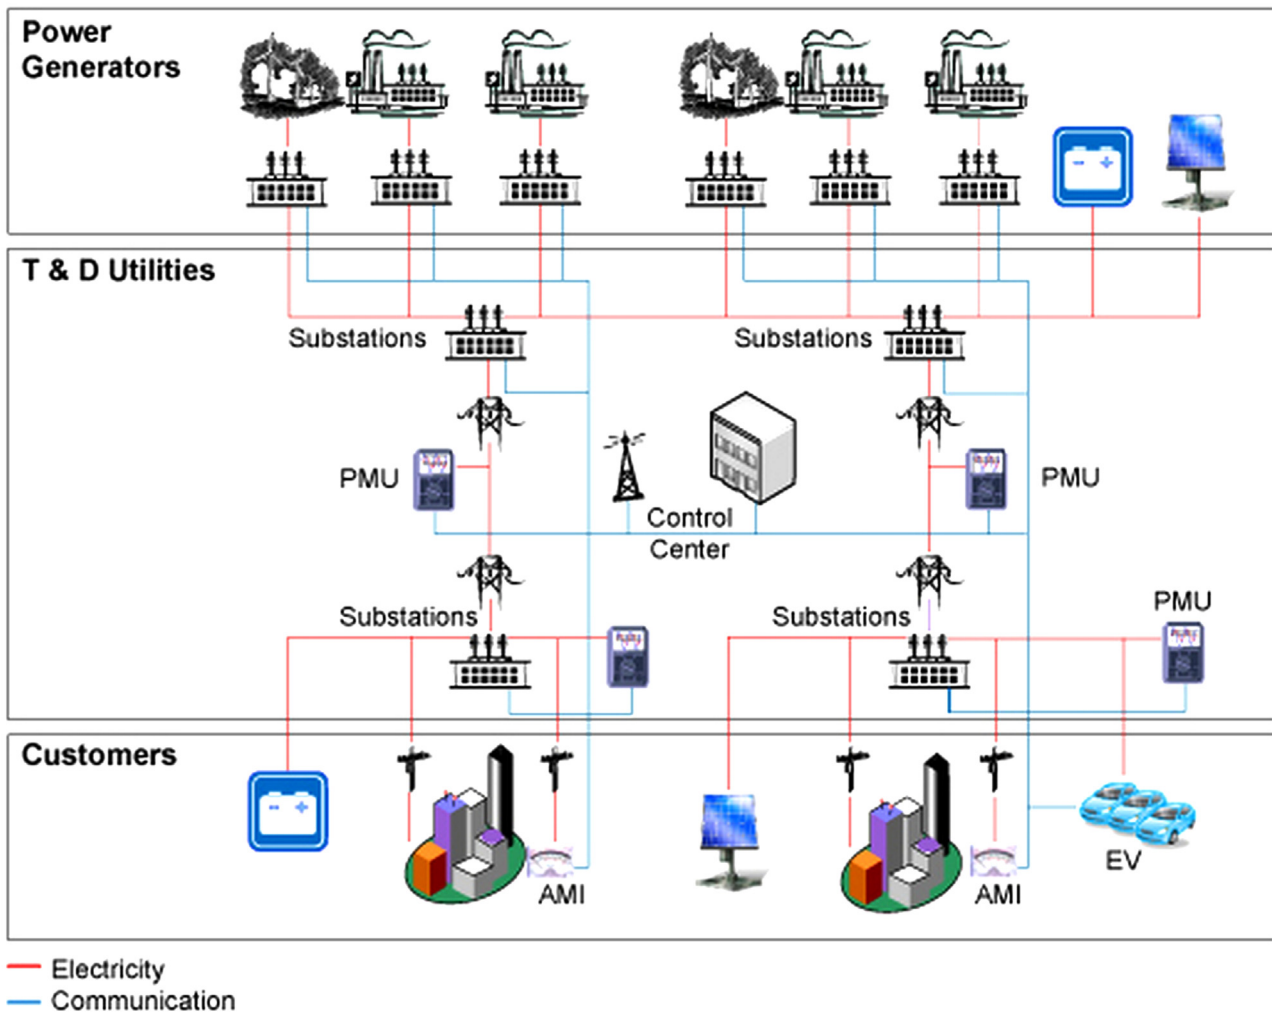 Power
Generators
T & D Utilities
Substations
Substations
PMU
PMU
Control
Center
Substations
Substations
PMU
Customers
AMI
AMI
EV
Electricity
Communication